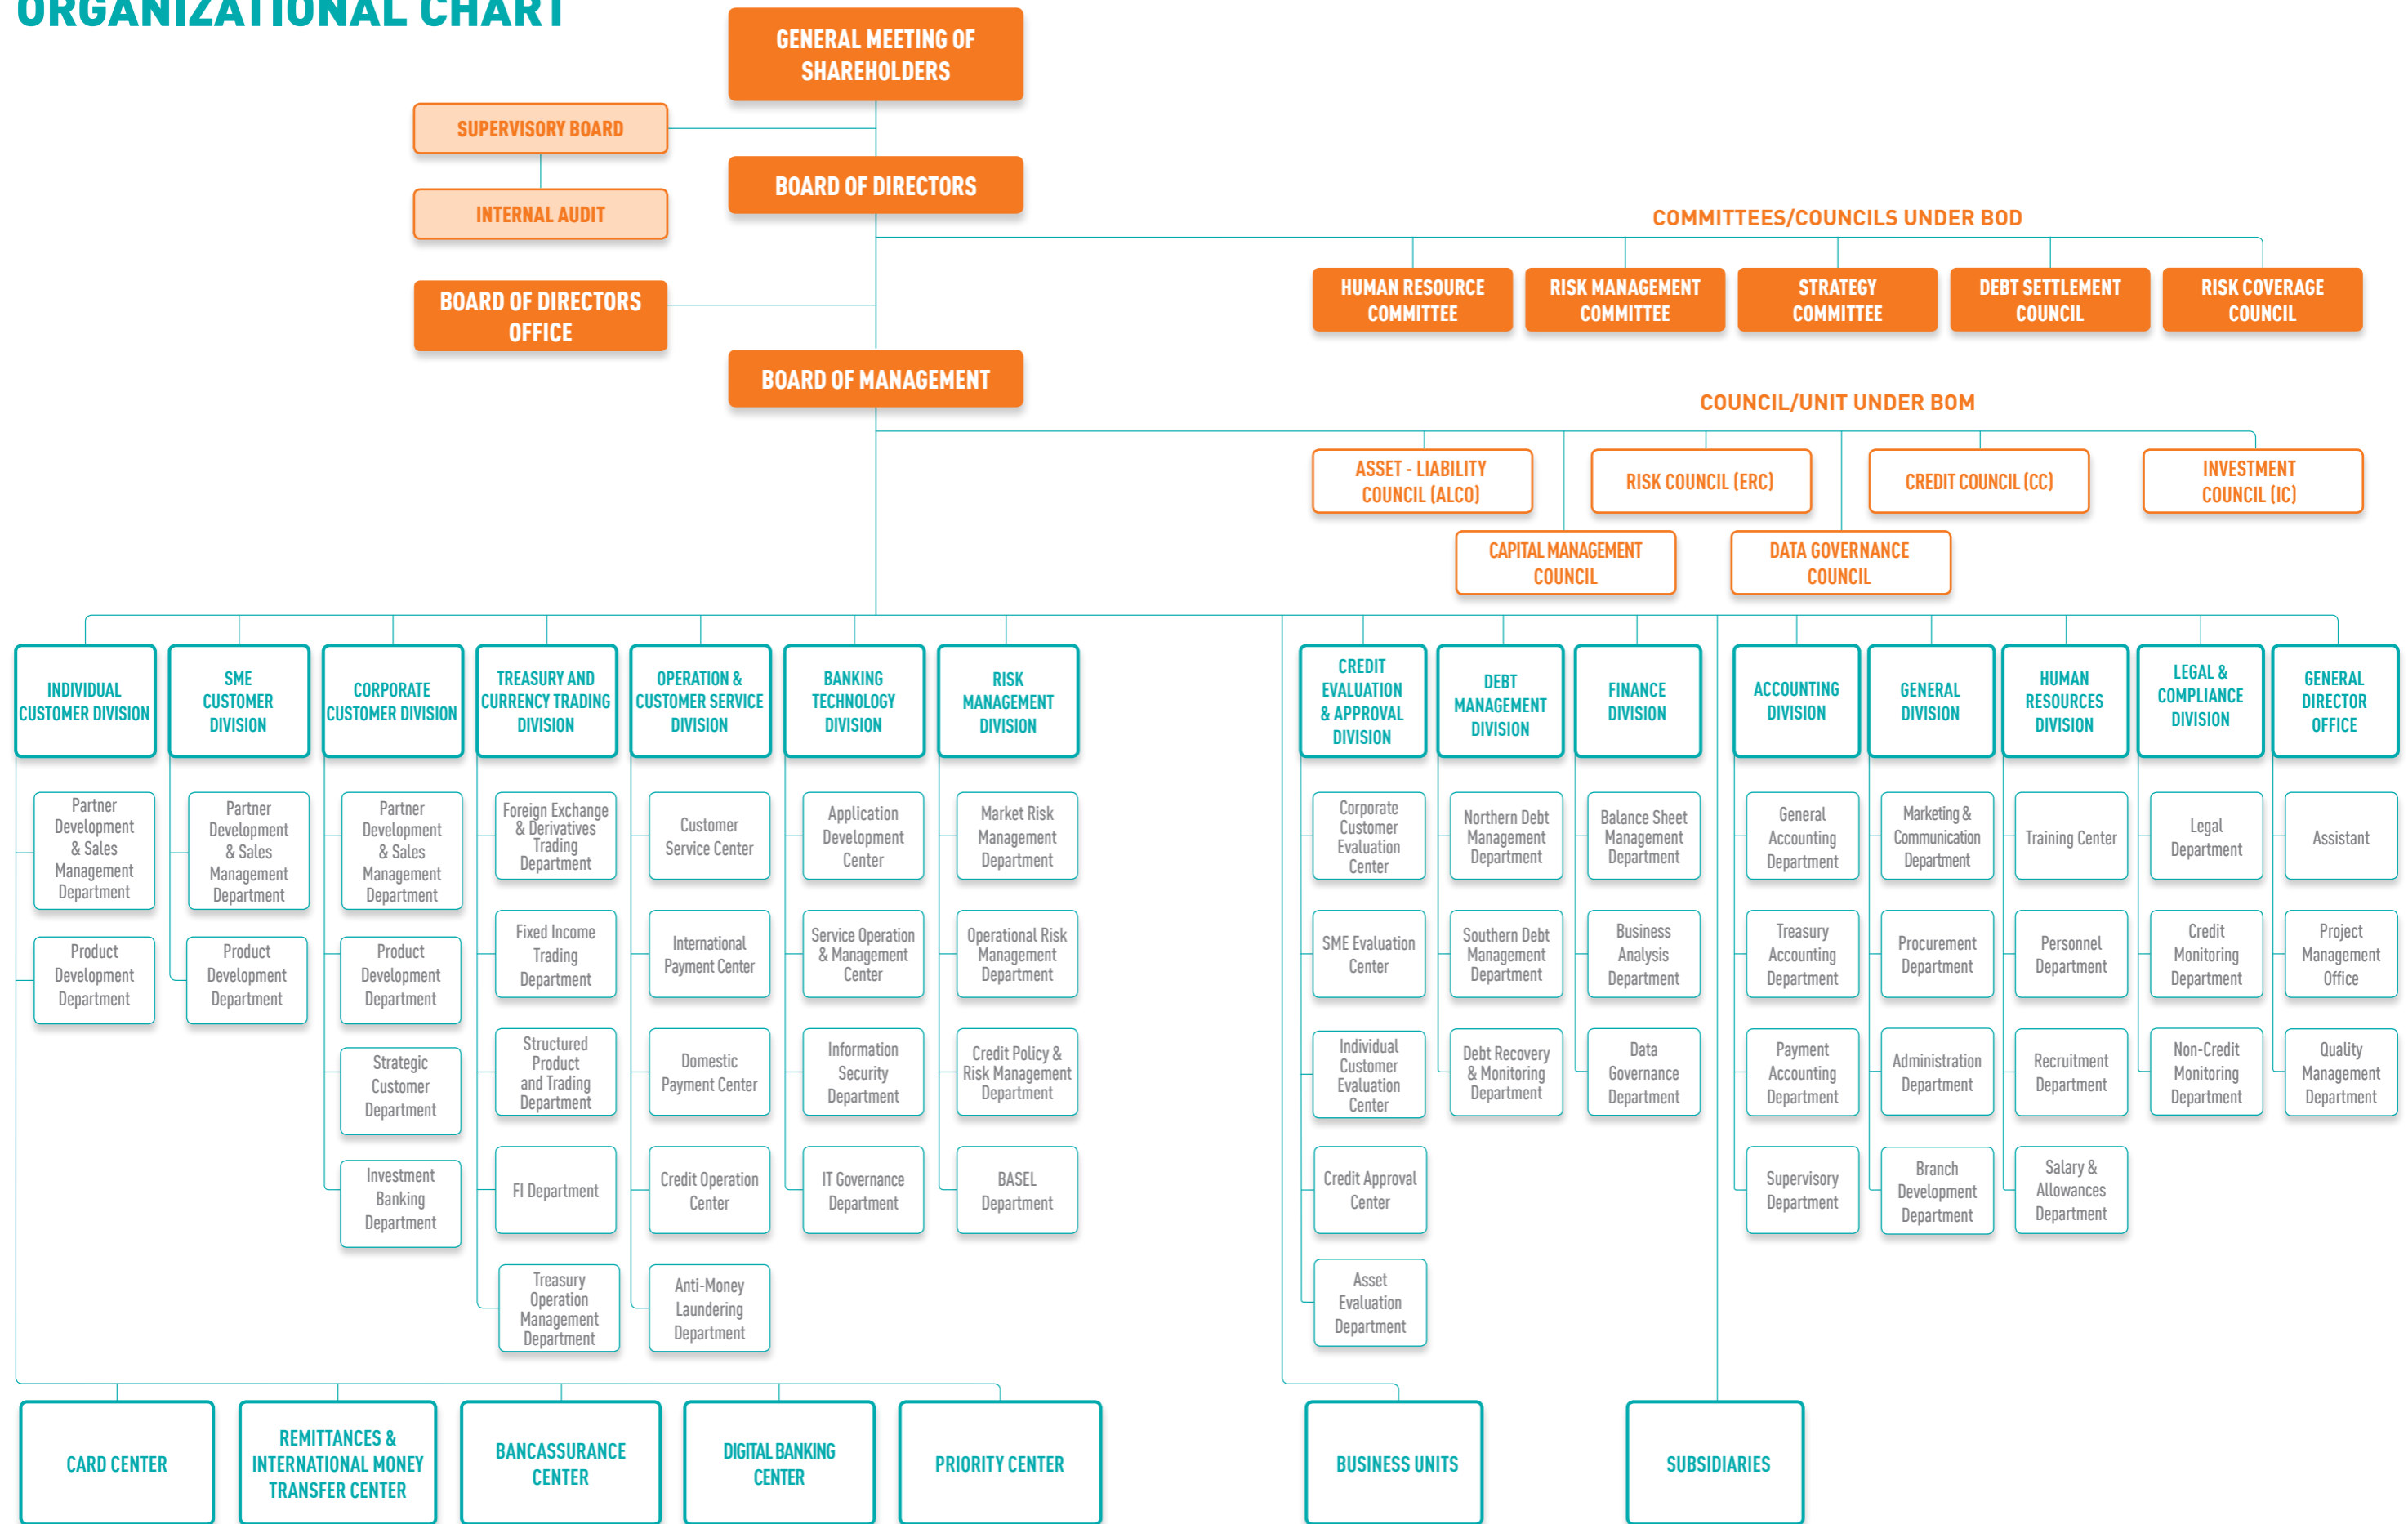 ORGANIZATIONAL CHART
GENERAL MEETING OF
SHAREHOLDERS
SUPERVISORY BOARD
BOARD OF DIRECTORS
INTERNAL AUDIT
COMMITTEES/COUNCILS UNDER BOD
BOARD OF DIRECTORS
OFFICE
HUMAN RESOURCE
COMMITTEE
RISK MANAGEMENT
COMMITTEE
STRATEGY
COMMITTEE
DEBT SETTLEMENT
COUNCIL
RISK COVERAGE
COUNCIL
BOARD OF MANAGEMENT
COUNCIL/UNIT UNDER BOM
ASSET - LIABILITY
COUNCIL (ALCO)
RISK COUNCIL (ERC)
CREDIT COUNCIL (CC)
INVESTMENT
COUNCIL (IC)
CAPITAL MANAGEMENT
COUNCIL
DATA GOVERNANCE
COUNCIL
INDIVIDUAL
CUSTOMER DIVISION
SME
CUSTOMER
DIVISION
CORPORATE
CUSTOMER DIVISION
TREASURY AND
CURRENCY TRADING
DIVISION
OPERATION &
CUSTOMER SERVICE
DIVISION
BANKING
TECHNOLOGY
DIVISION
RISK
MANAGEMENT
DIVISION
CREDIT
EVALUATION
& APPROVAL
DIVISION
DEBT
MANAGEMENT
DIVISION
FINANCE
DIVISION
ACCOUNTING
DIVISION
GENERAL
DIVISION
HUMAN
RESOURCES
DIVISION
LEGAL &
COMPLIANCE
DIVISION
GENERAL
DIRECTOR
OFFICE
Partner
Development
& Sales
Management
Department
Product
Development
Department
Partner
Development
& Sales
Management
Department
Product
Development
Department
Partner
Development
& Sales
Management
Department
Product
Development
Department
Strategic
Customer
Department
Investment
Banking
Department
Foreign Exchange
& Derivatives
Trading
Department
Fixed Income
Trading
Department
Structured
Product
and Trading
Department
FI Department
Treasury
Operation
Management
Department
Customer
Service Center
International
Payment Center
Domestic
Payment Center
Credit Operation
Center
Anti-Money
Laundering
Department
Application
Development
Center
Service Operation
& Management
Center
Information
Security
Department
IT Governance
Department
Market Risk
Management
Department
Operational Risk
Management
Department
Credit Policy &
Risk Management
Department
BASEL
Department
Corporate
Customer
Evaluation
Center
SME Evaluation
Center
Individual
Customer
Evaluation
Center
Credit Approval
Center
Asset
Evaluation
Department
Northern Debt
Management
Department
Southern Debt
Management
Department
Debt Recovery
& Monitoring
Department
Balance Sheet
Management
Department
Business
Analysis
Department
Data
Governance
Department
General
Accounting
Department
Treasury
Accounting
Department
Payment
Accounting
Department
Supervisory
Department
Marketing &
Communication
Department
Procurement
Department
Administration
Department
Branch
Development
Department
Training Center
Personnel
Department
Recruitment
Department
Salary &
Allowances
Department
Legal
Department
Credit
Monitoring
Department
Non-Credit
Monitoring
Department
Assistant
Project
Management
Office
Quality
Management
Department
CARD CENTER
REMITTANCES &
INTERNATIONAL MONEY
TRANSFER CENTER
BANCASSURANCE
CENTER
DIGITAL BANKING
CENTER
PRIORITY CENTER
BUSINESS UNITS
SUBSIDIARIES